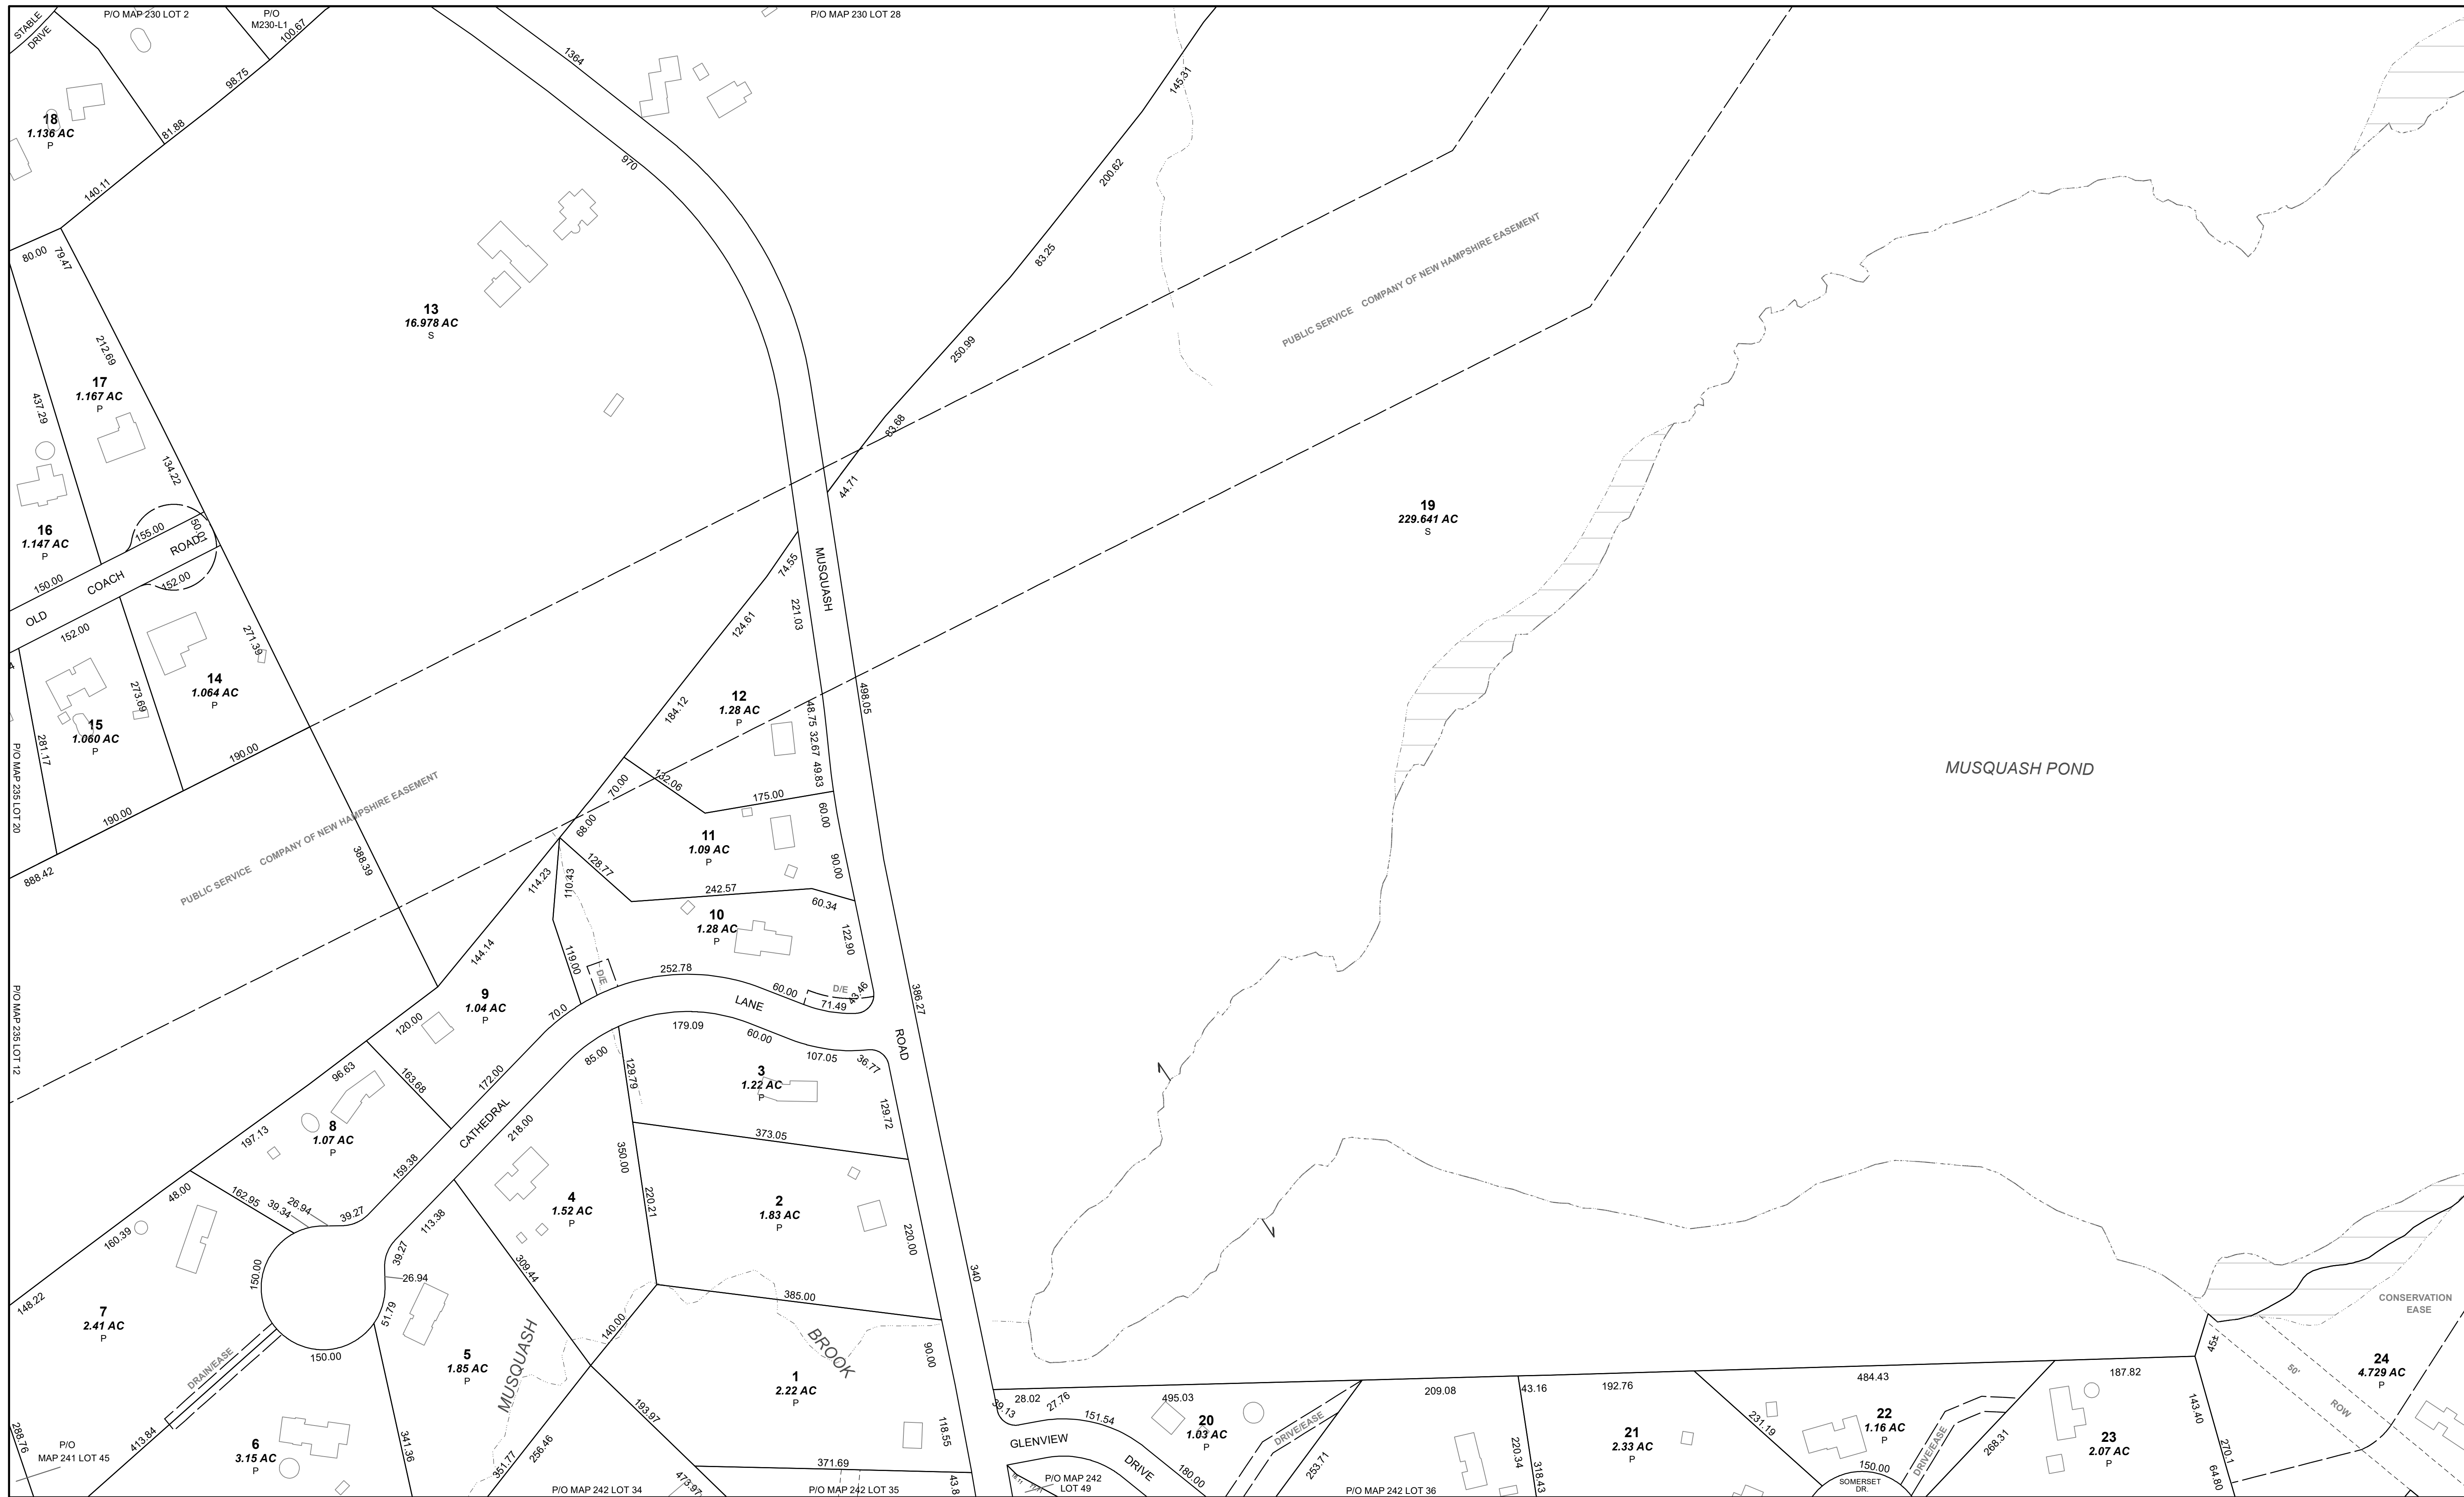 STABLE
DRIVE
P/O MAP 230 LOT 2
P/O
M230-L1
100.67
98.75
81.88
140.11
18
1.136 AC
P
80.00
79.47
1364
970
P/O MAP 230 LOT 28
145.31
200.62
83.25
250.99
83.68
44.71
PUBLIC SERVICE COMPANY OF NEW HAMPSHIRE EASEMENT
13
16.978 AC
S
212.69
17
1.167 AC
P
437.29
134.22
16
1.147 AC
P
155.00
50.01
150.00
152.00
OLD COACH ROAD
152.00
271.39
273.69
14
1.064 AC
P
15
1.060 AC
P
281.17
190.00
190.00
888.42
P/O MAP 235 LOT 20
PUBLIC SERVICE COMPANY OF NEW HAMPSHIRE EASEMENT
388.39
P/O MAP 235 LOT 12
19
229.641 AC
S
MUSQUASH POND
MUSQUASH
ROAD
74.55
124.61
221.03
184.12
12
1.28 AC
P
498.05
48.75
32.67
49.83
132.06
70.00
175.00
68.00
60.00
11
1.09 AC
P
90.00
128.77
242.57
60.34
114.23
110.43
10
1.28 AC
P
122.90
119.00
D/E
252.78
60.00
D/E
71.49
43.46
144.14
9
1.04 AC
P
70.0
120.00
LANE
179.09
60.00
107.05
36.77
386.27
85.00
129.79
3
1.22 AC
P
129.72
172.00
163.68
96.63
CATHEDRAL
218.00
373.05
350.00
8
1.07 AC
P
197.13
159.38
48.00
162.95
39.34
26.94
39.27
113.38
4
1.52 AC
P
220.21
2
1.83 AC
P
220.00
160.39
148.22
150.00
39.27
26.94
51.79
309.44
385.00
340
7
2.41 AC
P
150.00
DRAIN/EASE
5
1.85 AC
P
140.00
MUSQUASH
BROOK
90.00
1
2.22 AC
P
193.97
288.76
P/O
MAP 241 LOT 45
413.84
6
3.15 AC
P
341.36
351.77
256.46
371.69
118.55
43.8
473.97
P/O MAP 242 LOT 34
P/O MAP 242 LOT 35
39.13
28.02
27.76
495.03
151.54
GLENVIEW
DRIVE
180.00
P/O MAP 242
LOT 49
20
1.03 AC
P
DRIVE/EASE
253.71
209.08
43.16
192.76
P/O MAP 242 LOT 36
220.34
318.43
21
2.33 AC
P
231.19
484.43
22
1.16 AC
P
150.00
SOMERSET
DR.
DRIVE/EASE
268.31
187.82
23
2.07 AC
P
45±
143.40
270.1
64.80
50'
ROW
CONSERVATION
EASE
24
4.729 AC
P